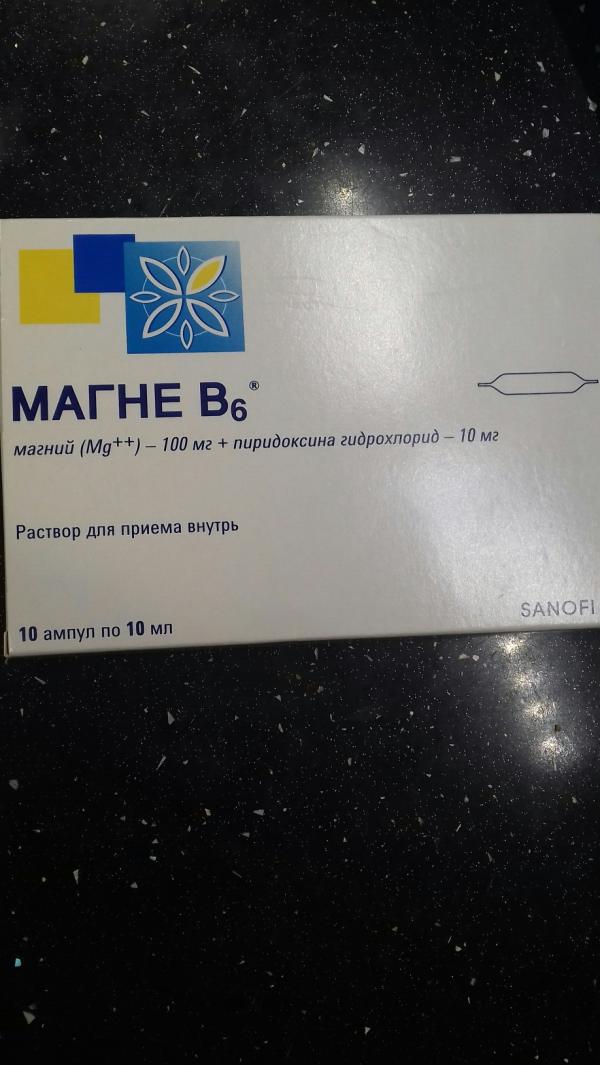 МАГНЕ B6®
магний (Mg++) – 100 мг + пиридоксина гидрохлорид – 10 мг
Раствор для приема внутрь
10 ампул по 10 мл
SANOFI